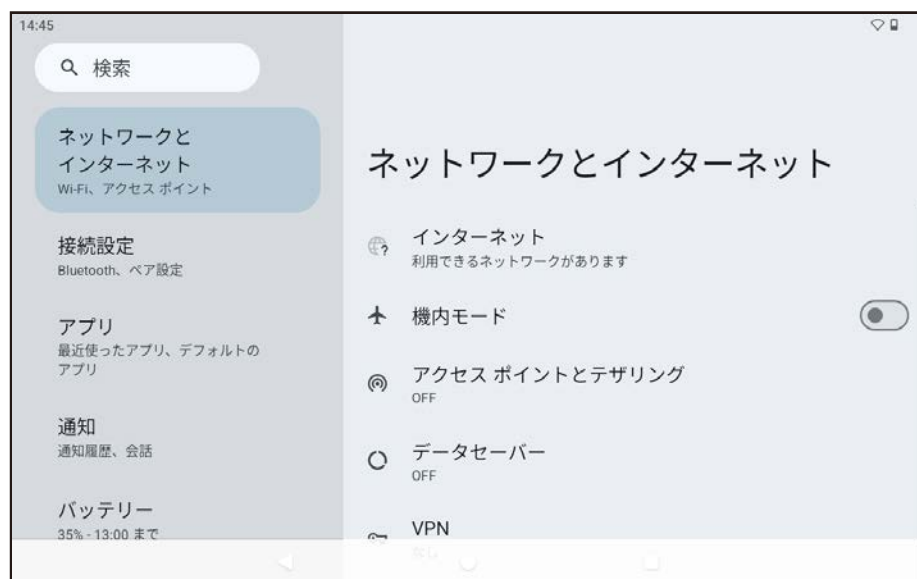 14:45
検索
ネットワークと
インターネット
Wi-Fi、アクセス ポイント
接続設定
Bluetooth、ペア設定
アプリ
最近使ったアプリ、デフォルトの
アプリ
通知
通知履歴、会話
バッテリー
35% - 13:00 まで
ネットワークとインターネット
インターネット
利用できるネットワークがあります
機内モード
アクセス ポイントとテザリング
OFF
データセーバー
OFF
VPN
なし